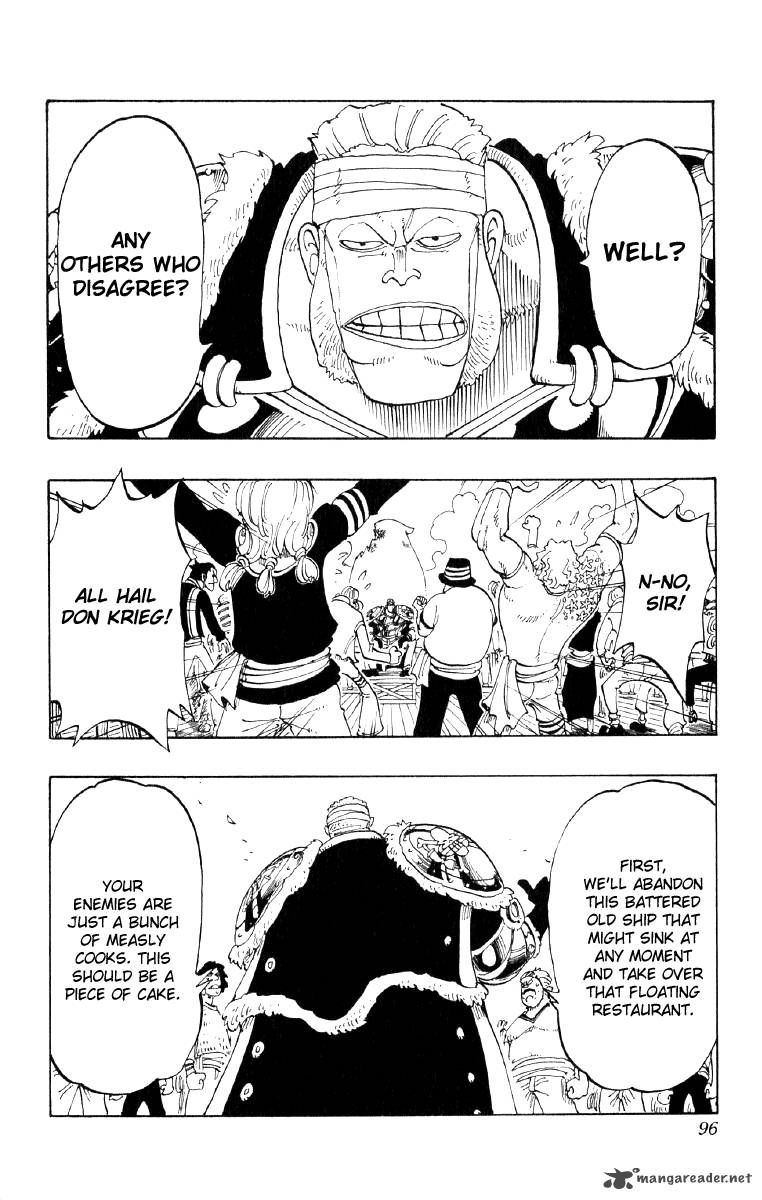 WELL?
ANY
OTHERS WHO
DISAGREE?
N-NO,
SIR!
ALL HAIL
DON KRIEG!
FIRST,
WE'LL ABANDON
THIS BATTERED
OLD SHIP THAT
MIGHT SINK AT
ANY MOMENT
AND TAKE OVER
THAT FLOATING
RESTAURANT.
YOUR
ENEMIES ARE
JUST A BUNCH
OF MEASLY
COOKS. THIS
SHOULD BE A
PIECE OF CAKE.
96
mangareader.net